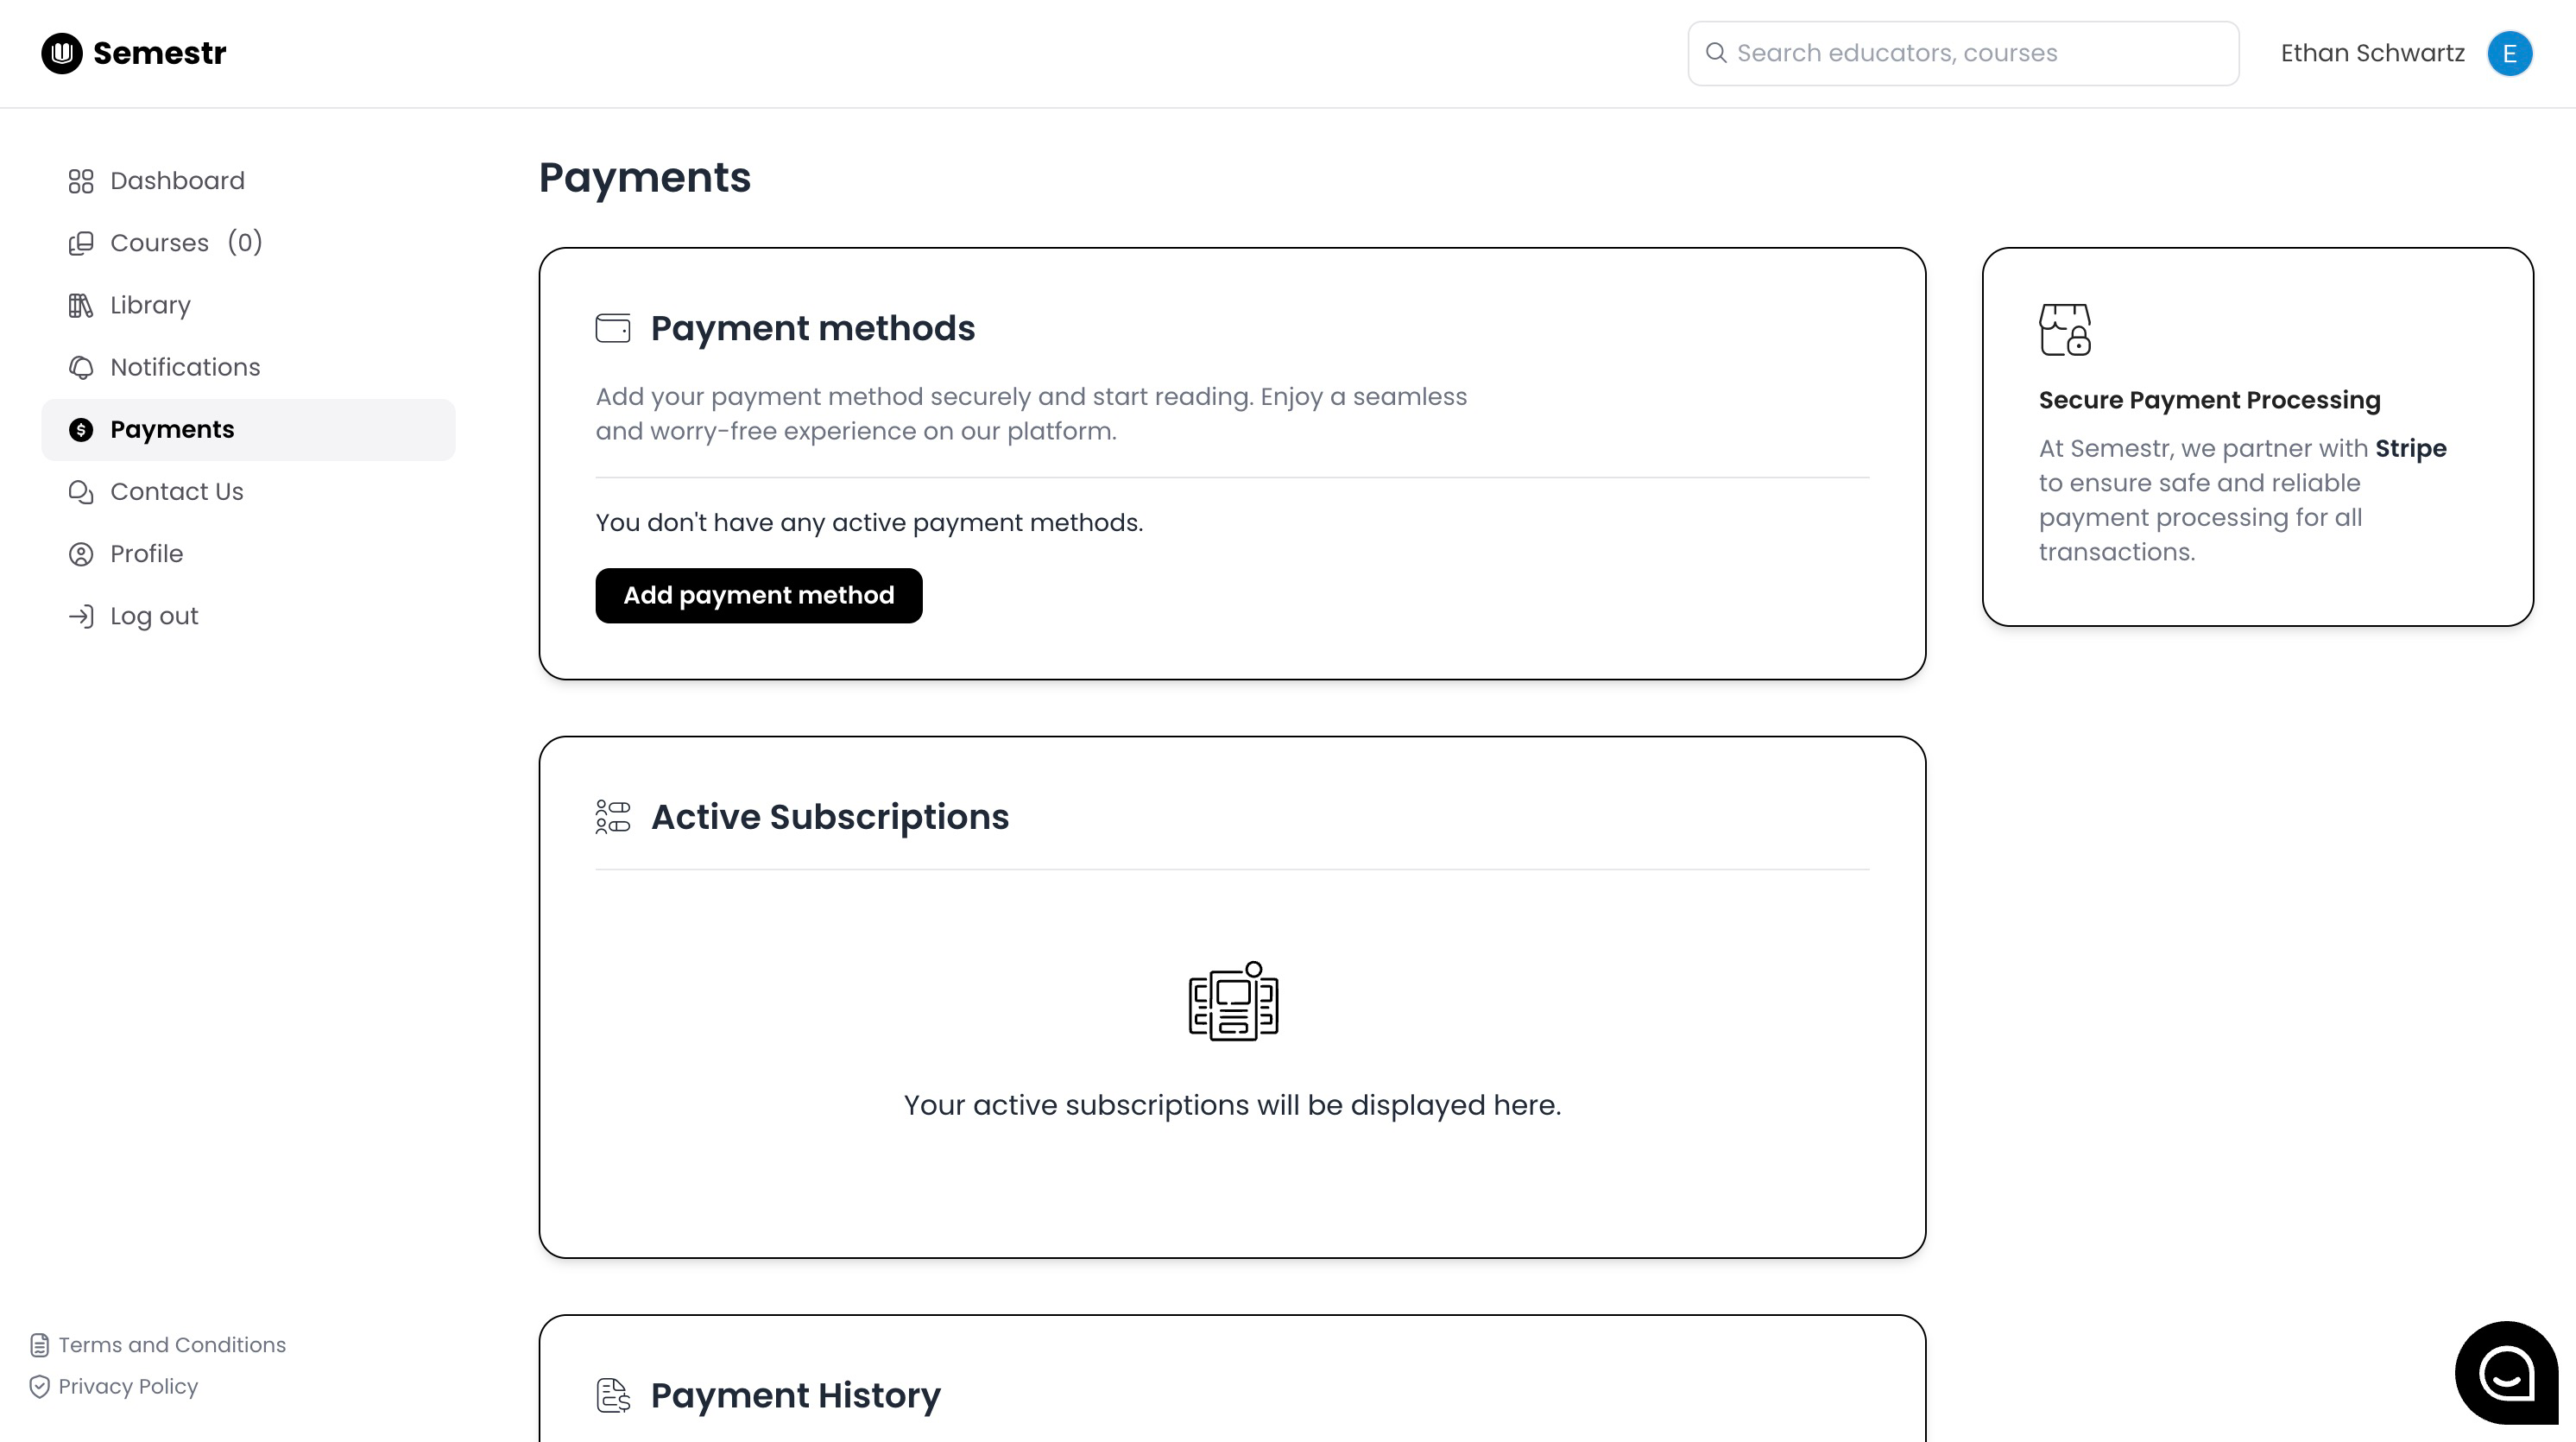 Semestr
Search educators, courses
Ethan Schwartz
E
Dashboard
Courses (0)
Library
Notifications
Payments
Contact Us
Profile
Log out
Terms and Conditions
Privacy Policy
Payments
Payment methods
Add your payment method securely and start reading. Enjoy a seamless
and worry-free experience on our platform.
You don't have any active payment methods.
Add payment method
Secure Payment Processing
At Semestr, we partner with Stripe
to ensure safe and reliable
payment processing for all
transactions.
Active Subscriptions
Your active subscriptions will be displayed here.
Payment History